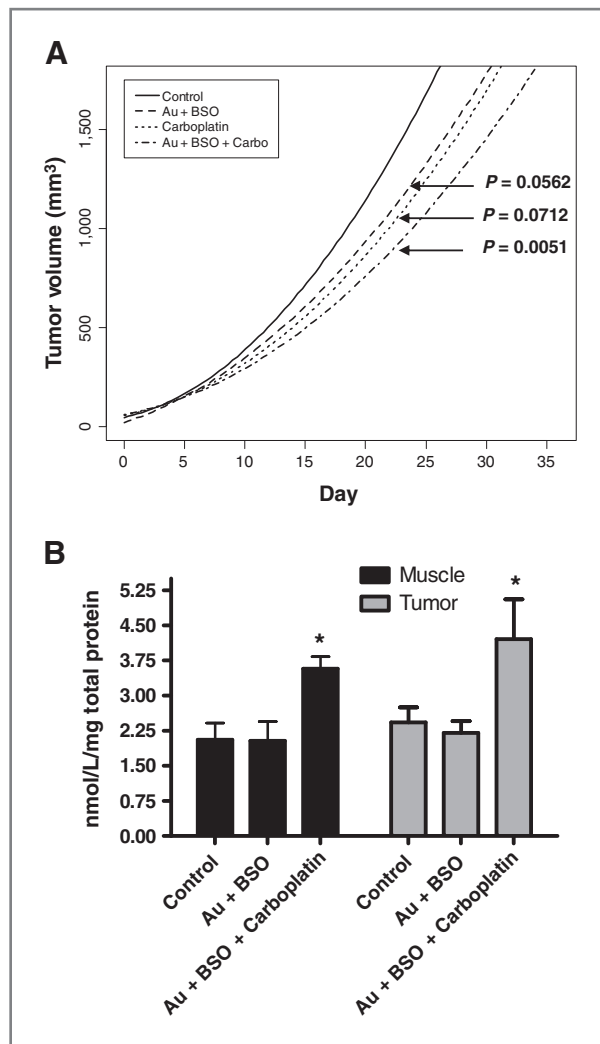 A
Control
Au + BSO
Carboplatin
Au + BSO + Carbo
Tumor volume (mm³)
1,500
1,000
500
0
P = 0.0562
P = 0.0712
P = 0.0051
0 5 10 15 20 25 30 35
Day
B
Muscle
Tumor
nmol/L/mg total protein
5.25
4.50
3.75
3.00
2.25
1.50
0.75
0.00
* *
Control
Au + BSO
Au + BSO + Carboplatin
Control
Au + BSO
Au + BSO + Carboplatin